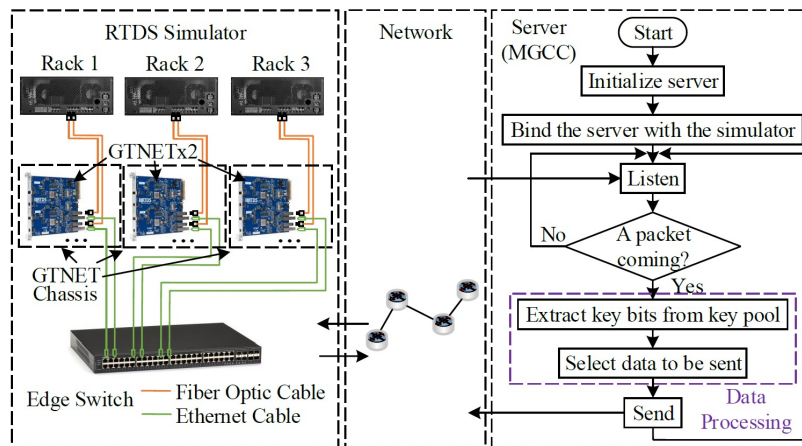 RTDS Simulator
Rack 1
Rack 2
Rack 3
GTNETx2
GTNET
Chassis
Edge Switch
Fiber Optic Cable
Ethernet Cable
Network
Server
(MGCC)
Start
Initialize server
Bind the server with the simulator
Listen
No
A packet
coming?
Yes
Extract key bits from key pool
Select data to be sent
Data
Processing
Send